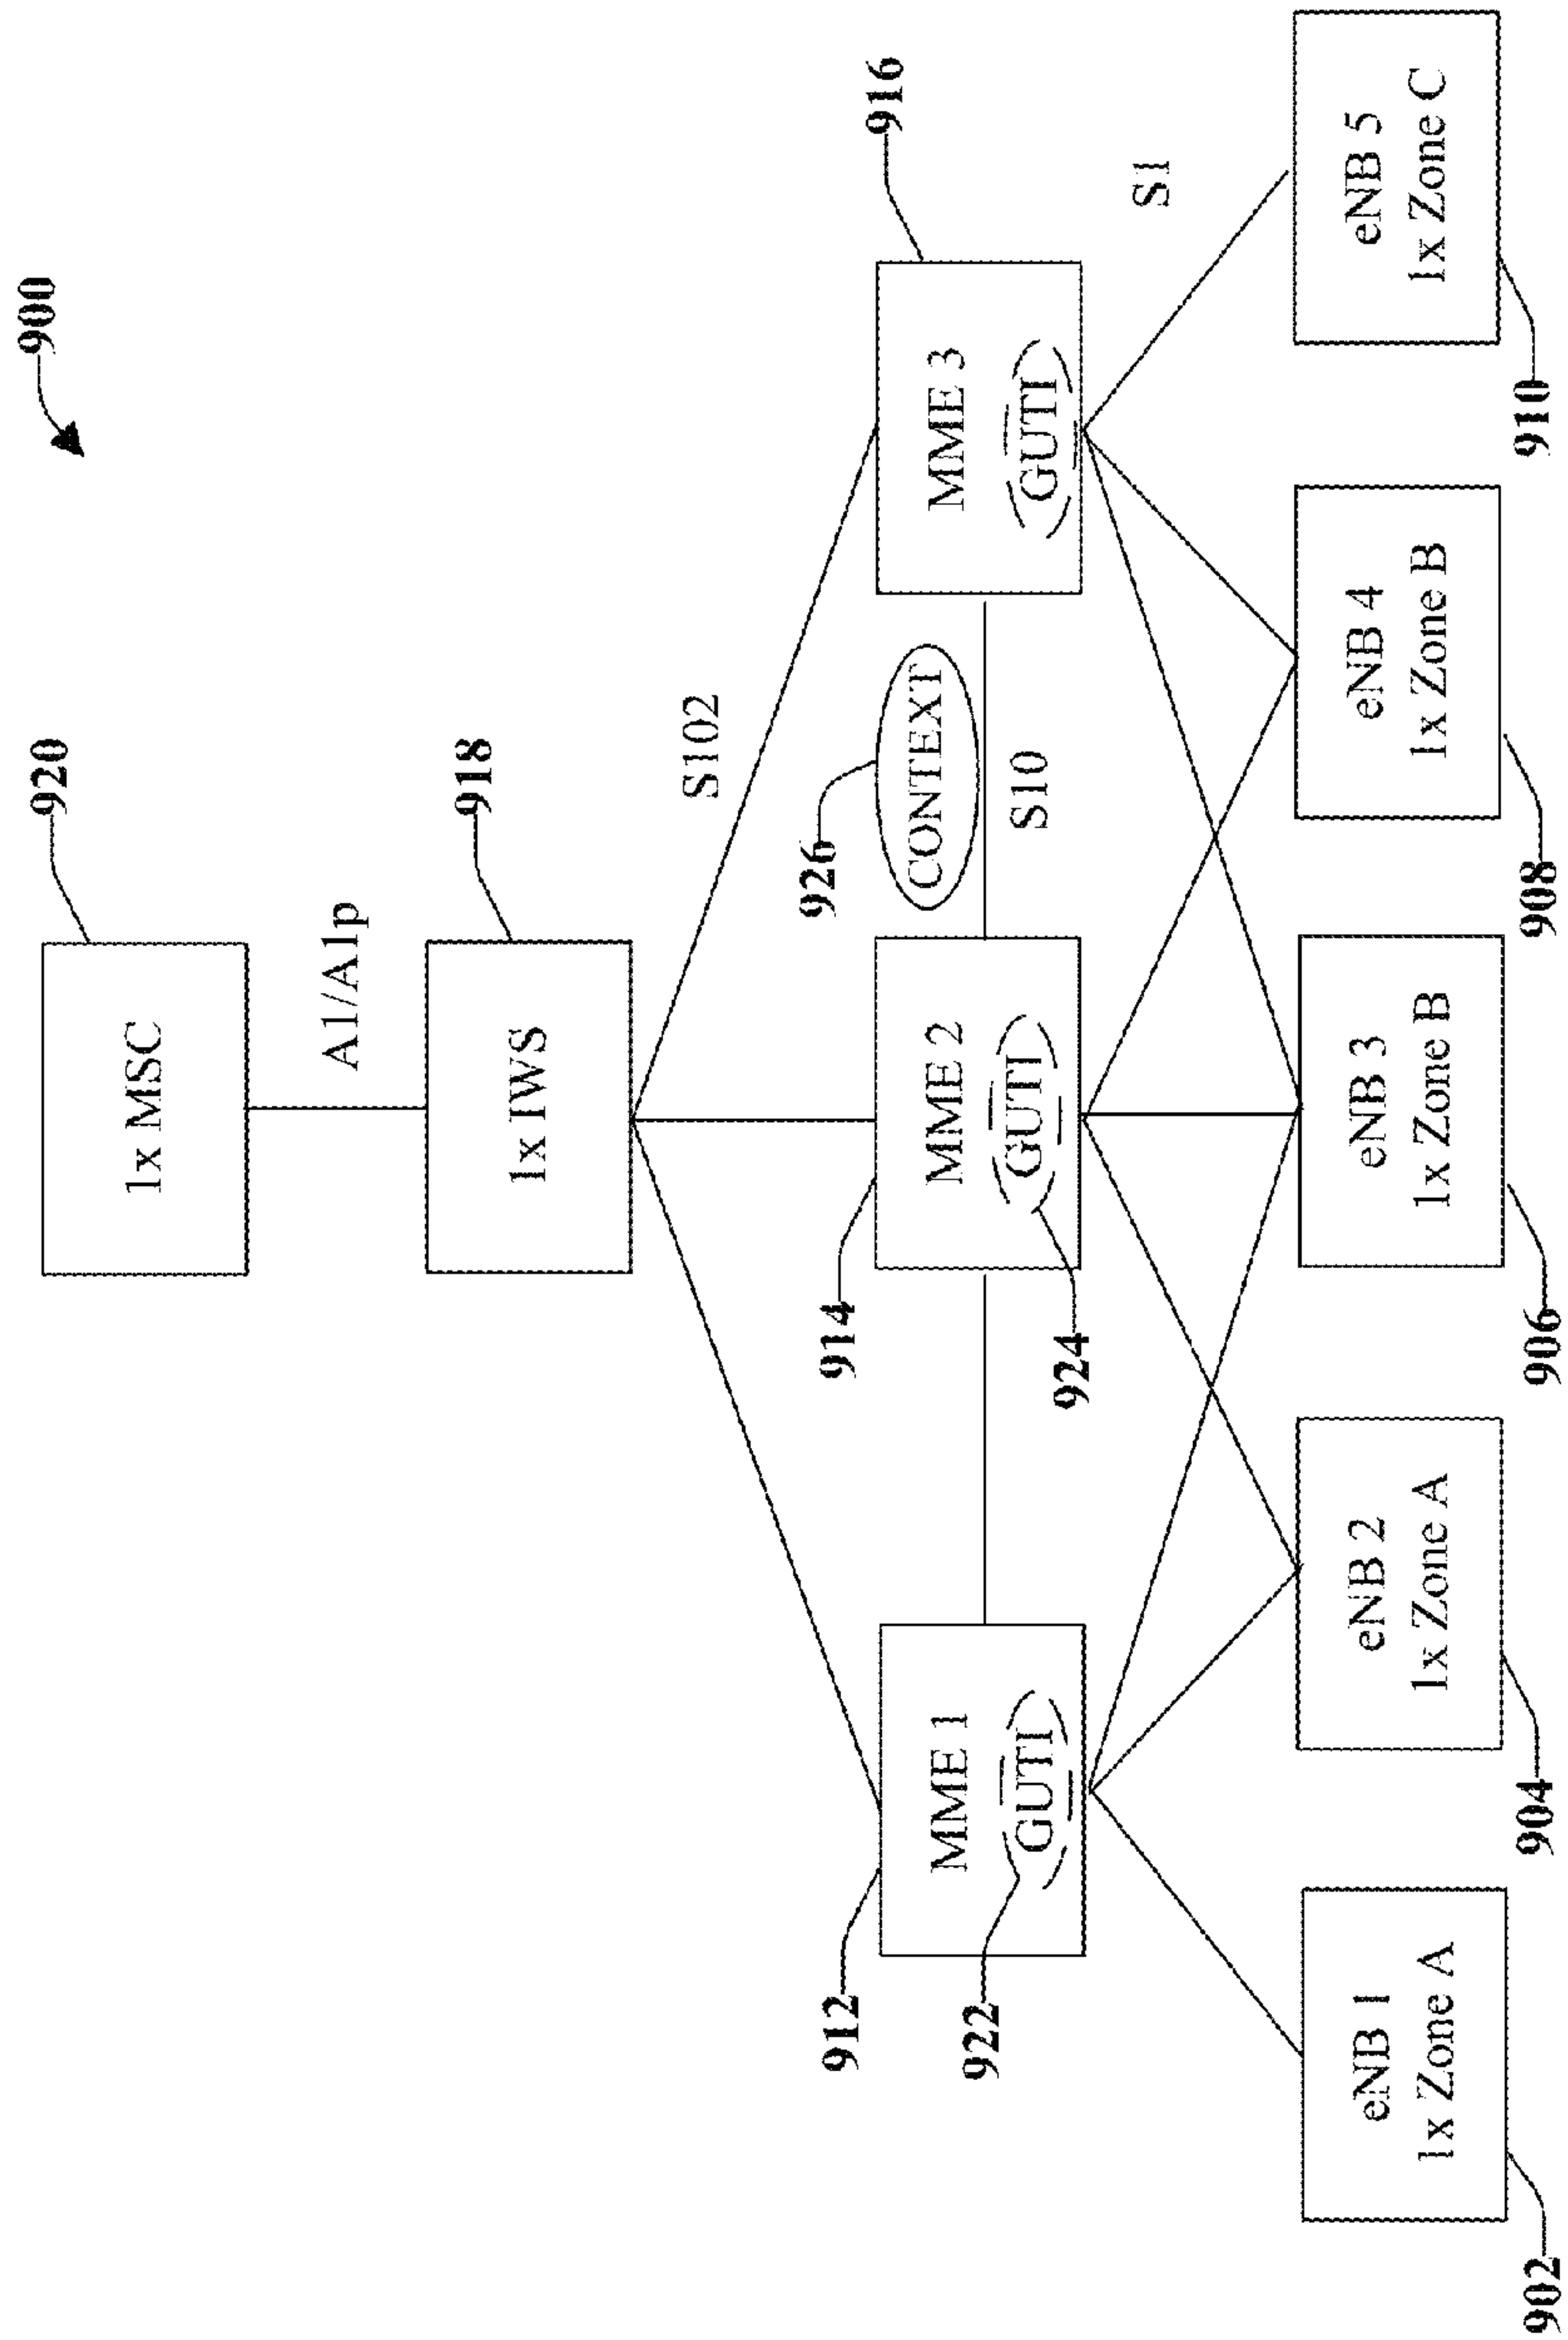 900
920
1x MSC
A1/A1p
918
1x IWS
S102
912
914
926
916
MME 1
GUTI
922
MME 2
GUTI
924
CONTEXT
S10
MME 3
GUTI
S1
eNB 1
1x Zone A
902
eNB 2
1x Zone A
904
eNB 3
1x Zone B
906
eNB 4
1x Zone B
908
eNB 5
1x Zone C
910